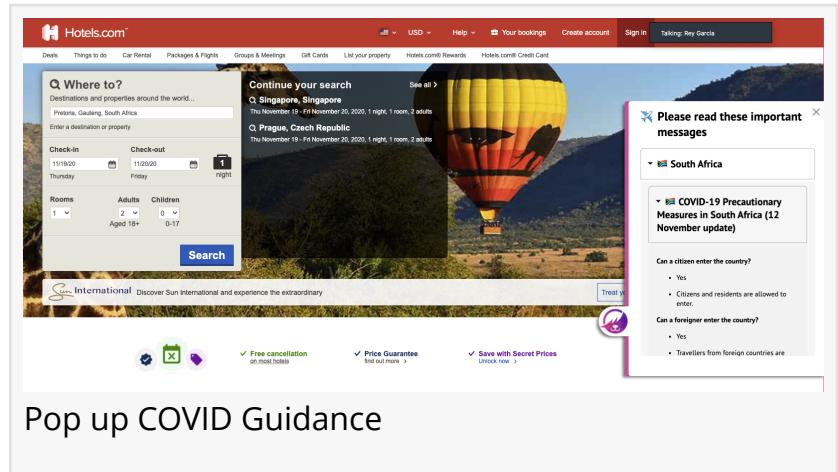 Hotels.com™
USD
Help
Your bookings
Create account
Sign in
Talking: Rey Garcia
Deals
Things to do
Car Rental
Packages & Flights
Groups & Meetings
Gift Cards
List your property
Hotels.com® Rewards
Hotels.com® Credit Card
Where to?
Destinations and properties around the world...
Pretoria, Gauteng, South Africa
Enter a destination or property
Check-in
Check-out
11/19/20
11/20/20
1
Thursday
Friday
night
Rooms
Adults
Children
1
2
0
Aged 18+
0-17
Search
Continue your search
See all
Singapore, Singapore
Thu November 19 - Fri November 20, 2020, 1 night, 1 room, 2 adults
Prague, Czech Republic
Thu November 19 - Fri November 20, 2020, 1 night, 1 room, 2 adults
Sun International
Discover Sun International and experience the extraordinary
Treat
Free cancellation
on most hotels
Price Guarantee
find out more
Save with Secret Prices
Unlock now
Please read these important
messages
South Africa
COVID-19 Precautionary
Measures in South Africa (12
November update)
Can a citizen enter the country?
• Yes
• Citizens and residents are allowed to
enter.
Can a foreigner enter the country?
• Yes
• Travellers from foreign countries are
Pop up COVID Guidance